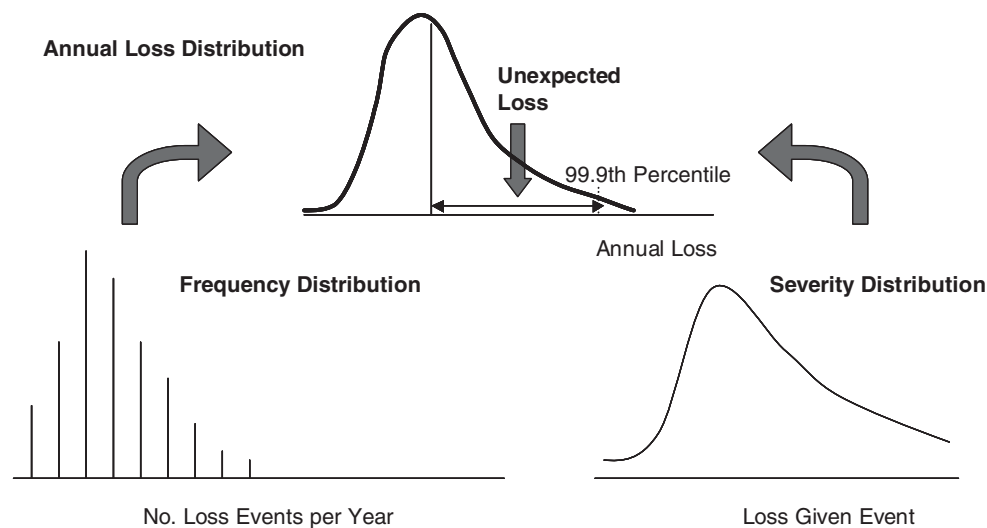 Annual Loss Distribution
Unexpected
Loss
99.9th Percentile
Annual Loss
Frequency Distribution
Severity Distribution
No. Loss Events per Year
Loss Given Event